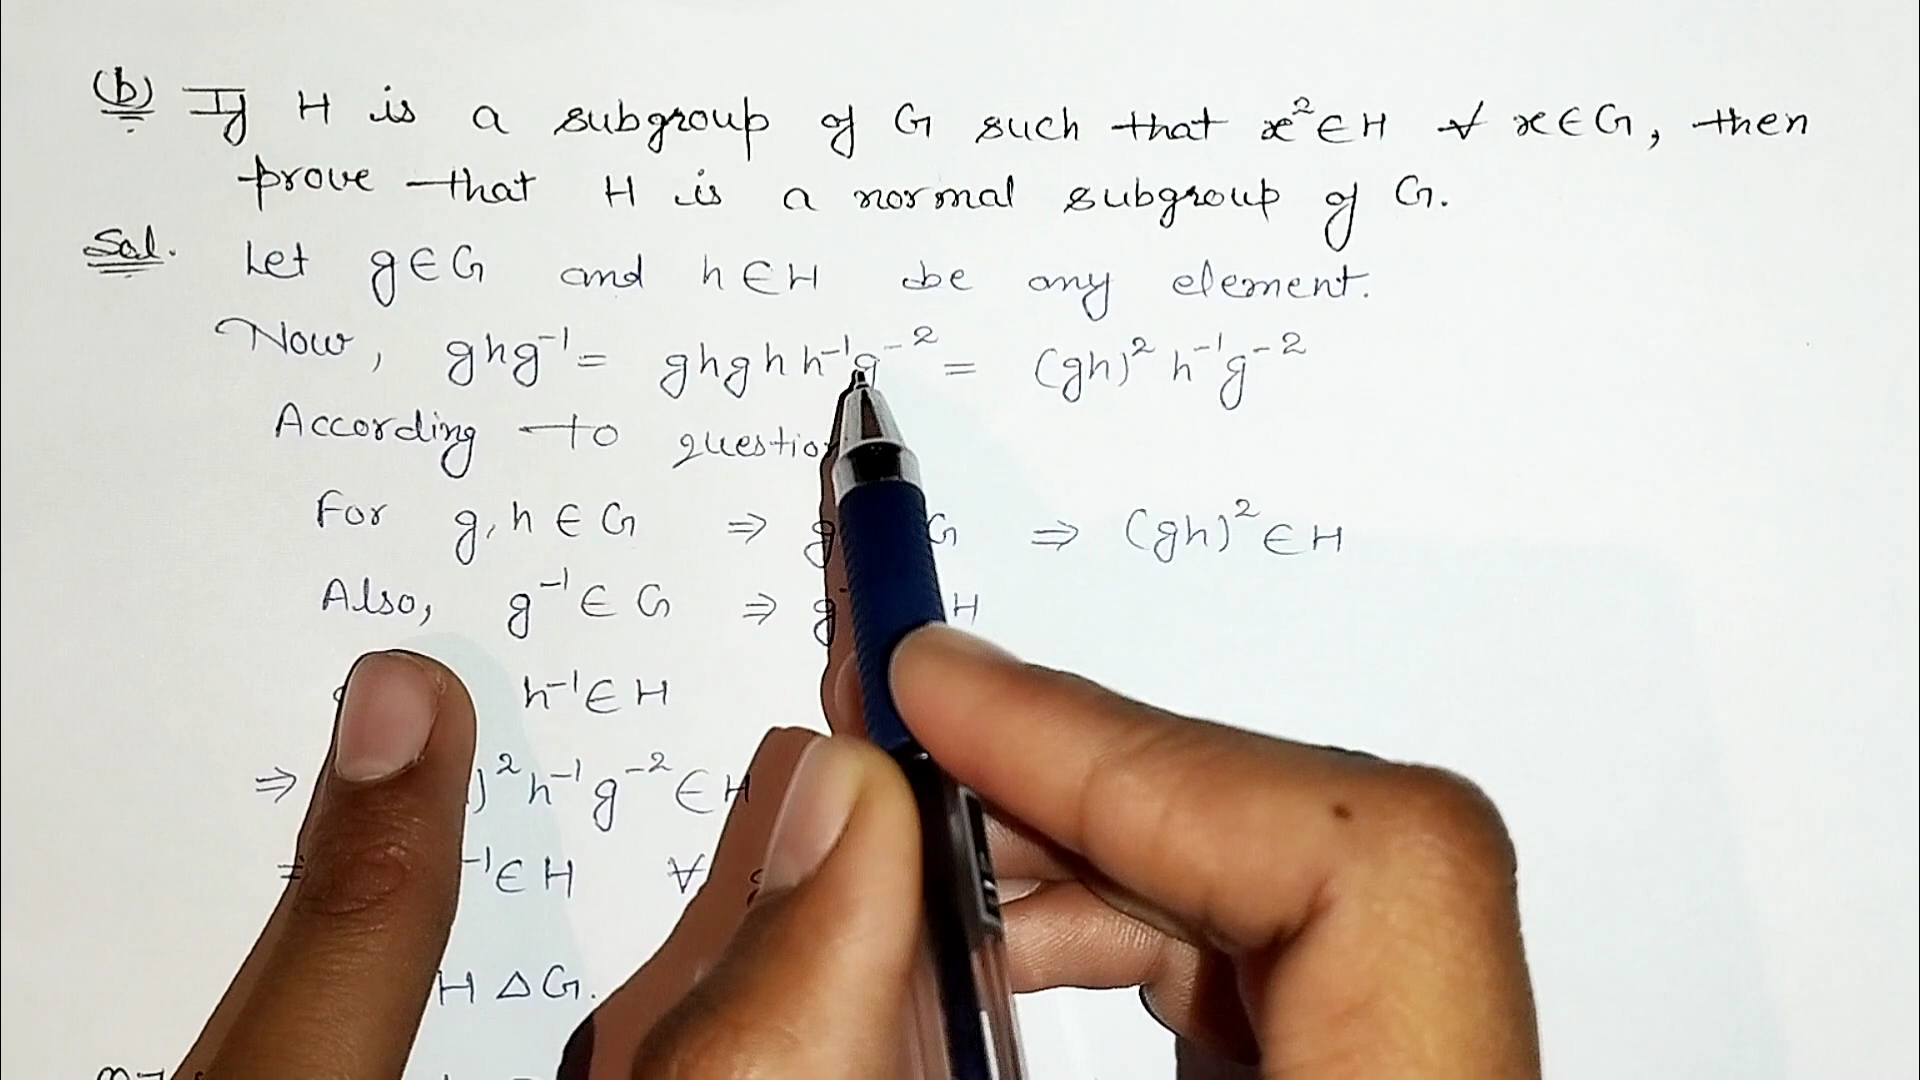 (b) If H is a subgroup of G such that x² ∈ H ∀ x ∈ G, then
prove that H is a normal subgroup of G.
Sol. Let g ∈ G and h ∈ H be any element.
Now, ghg⁻¹ = ghgh h⁻¹g⁻² = (gh)² h⁻¹g⁻²
According to
For g, h ∈ G ⇒ g G ⇒ (gh)² ∈ H
Also, g⁻¹ ∈ G ⇒ g H
h⁻¹ ∈ H
⇒ )² h⁻¹g⁻² ∈ H
⁻¹ ∈ H ∀
H Δ G.